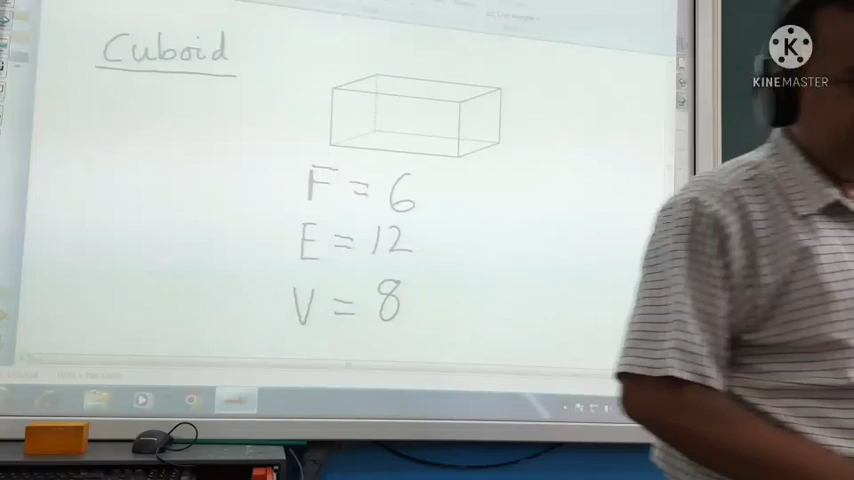 Cuboid
F = 6
E = 12
V = 8
K
KINEMASTER